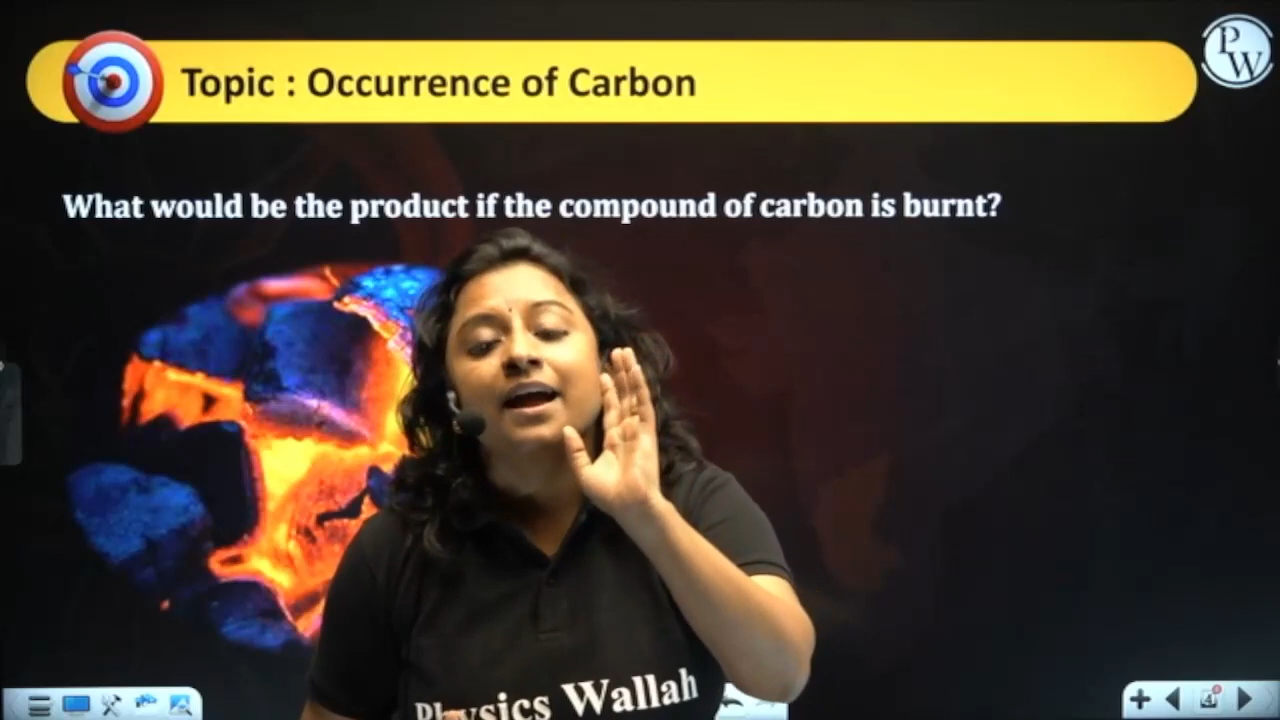 Topic : Occurrence of Carbon
PW
What would be the product if the compound of carbon is burnt?
Physics Wallah